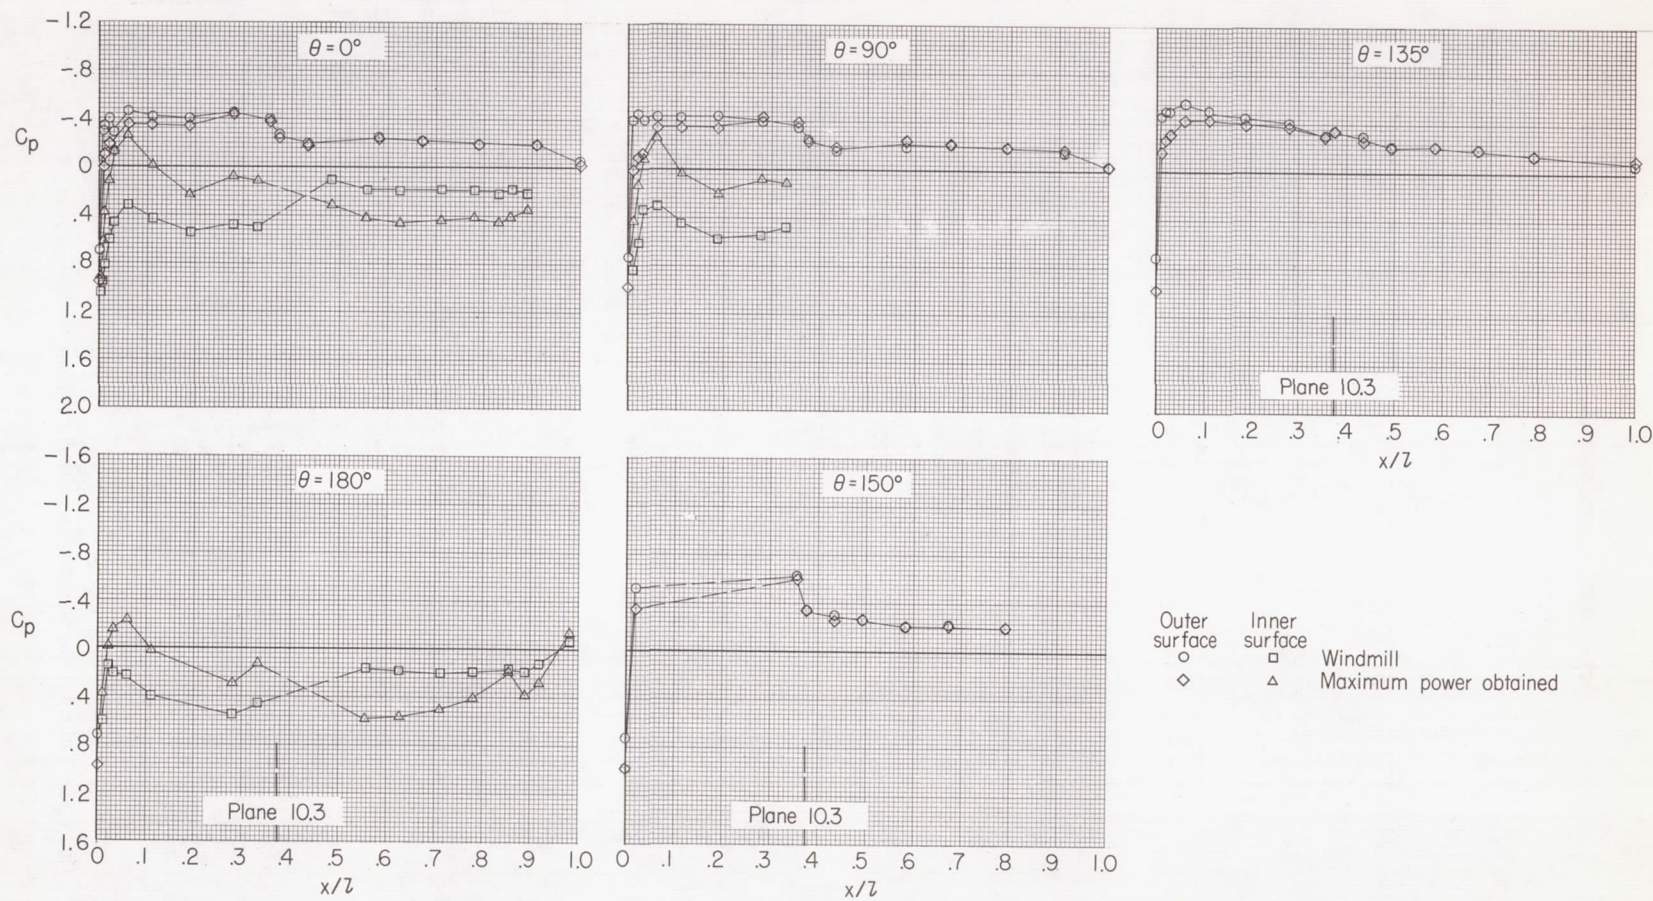 −1.2
−.8
−.4
0
.4
.8
1.2
1.6
2.0
Cp
θ = 0°
θ = 90°
θ = 135°
Plane 10.3
0 .1 .2 .3 .4 .5 .6 .7 .8 .9 1.0
x/l
−1.6
−1.2
−.8
−.4
0
.4
.8
1.2
1.6
Cp
θ = 180°
Plane 10.3
0 .1 .2 .3 .4 .5 .6 .7 .8 .9 1.0
x/l
θ = 150°
Plane 10.3
0 .1 .2 .3 .4 .5 .6 .7 .8 .9 1.0
x/l
Outer surface
Inner surface
Windmill
Maximum power obtained